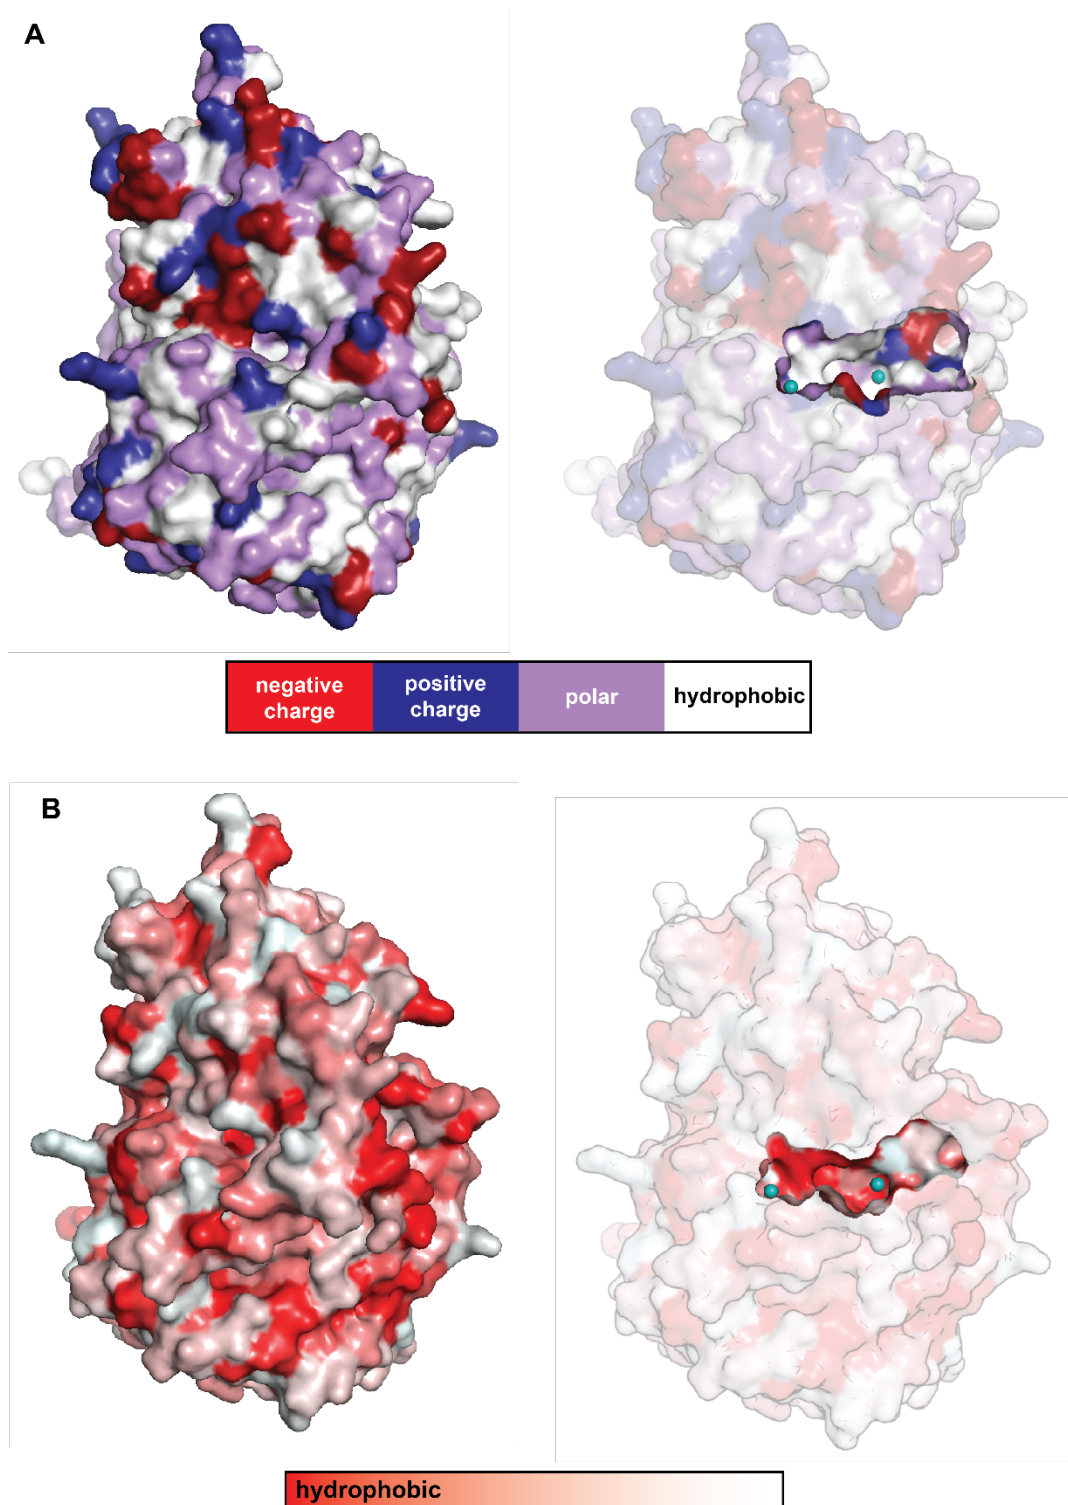 A
negative
charge
positive
charge
polar
hydrophobic
B
hydrophobic